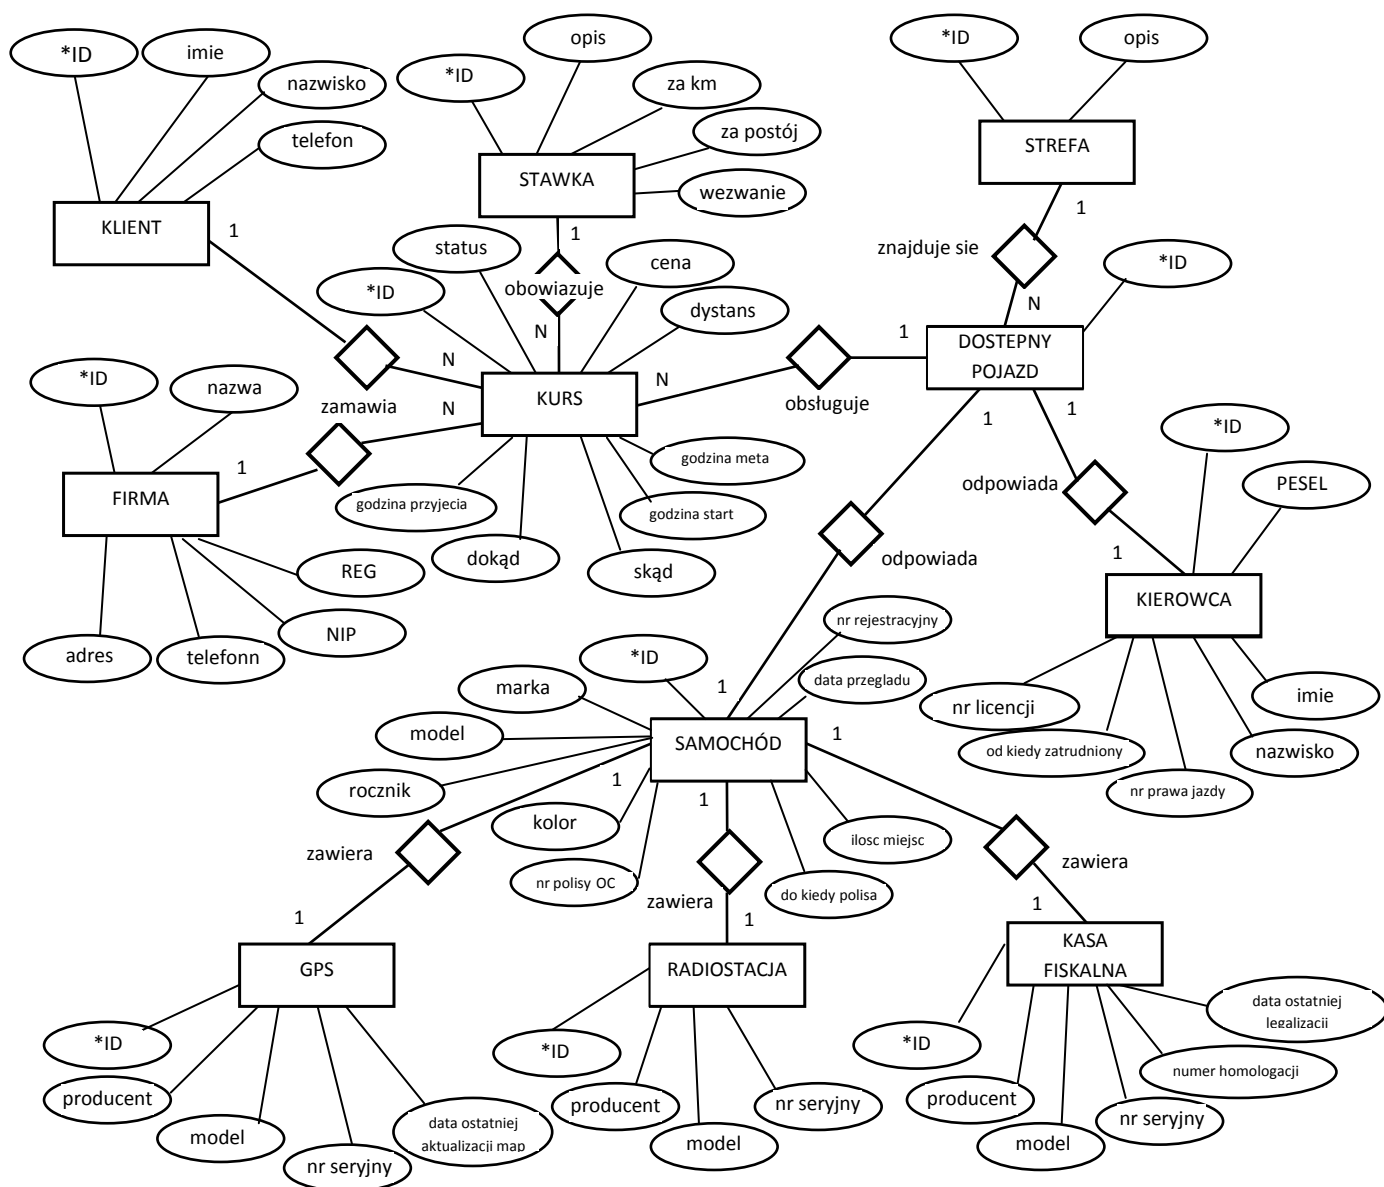 *ID
imie
nazwisko
telefon
KLIENT
1
opis
*ID
za km
za postój
wezwanie
STAWKA
1
*ID
opis
STREFA
1
znajduje sie
*ID
N
DOSTEPNY
POJAZD
status
*ID
cena
dystans
obowiazuje
N
N
zamawia
N
KURS
N
obsługuje
1
1
1
*ID
nazwa
1
FIRMA
REG
NIP
telefonn
adres
godzina przyjecia
dokąd
skąd
godzina start
godzina meta
odpowiada
odpowiada
*ID
PESEL
1
KIEROWCA
nr licencji
od kiedy zatrudniony
nr prawa jazdy
nazwisko
imie
nr rejestracyjny
*ID
data przegladu
marka
model
rocznik
kolor
nr polisy OC
1
SAMOCHÓD
1
1
1
ilosc miejsc
do kiedy polisa
zawiera
zawiera
zawiera
1
1
1
GPS
*ID
producent
model
nr seryjny
data ostatniej
aktualizacji map
RADIOSTACJA
*ID
producent
model
nr seryjny
KASA
FISKALNA
*ID
producent
model
nr seryjny
numer homologacji
data ostatniej
legalizacji